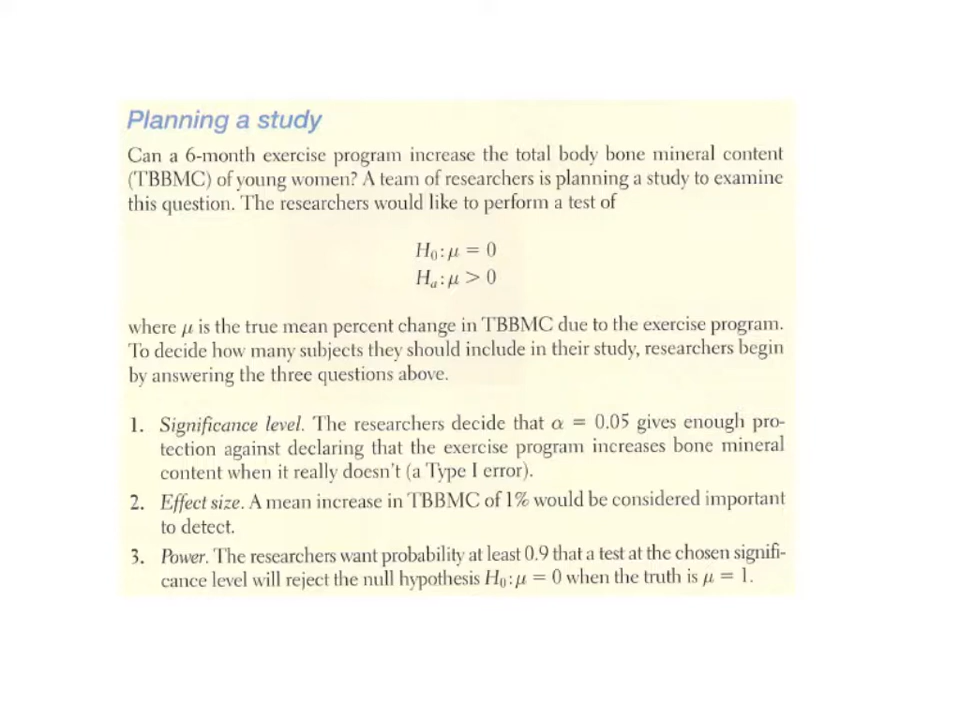 Planning a study
Can a 6-month exercise program increase the total body bone mineral content
(TBBMC) of young women? A team of researchers is planning a study to examine
this question. The researchers would like to perform a test of
H₀: μ = 0
Hₐ: μ > 0
where μ is the true mean percent change in TBBMC due to the exercise program.
To decide how many subjects they should include in their study, researchers begin
by answering the three questions above.
1. Significance level. The researchers decide that α = 0.05 gives enough pro-
tection against declaring that the exercise program increases bone mineral
content when it really doesn't (a Type I error).
2. Effect size. A mean increase in TBBMC of 1% would be considered important
to detect.
3. Power. The researchers want probability at least 0.9 that a test at the chosen signifi-
cance level will reject the null hypothesis H₀: μ = 0 when the truth is μ = 1.